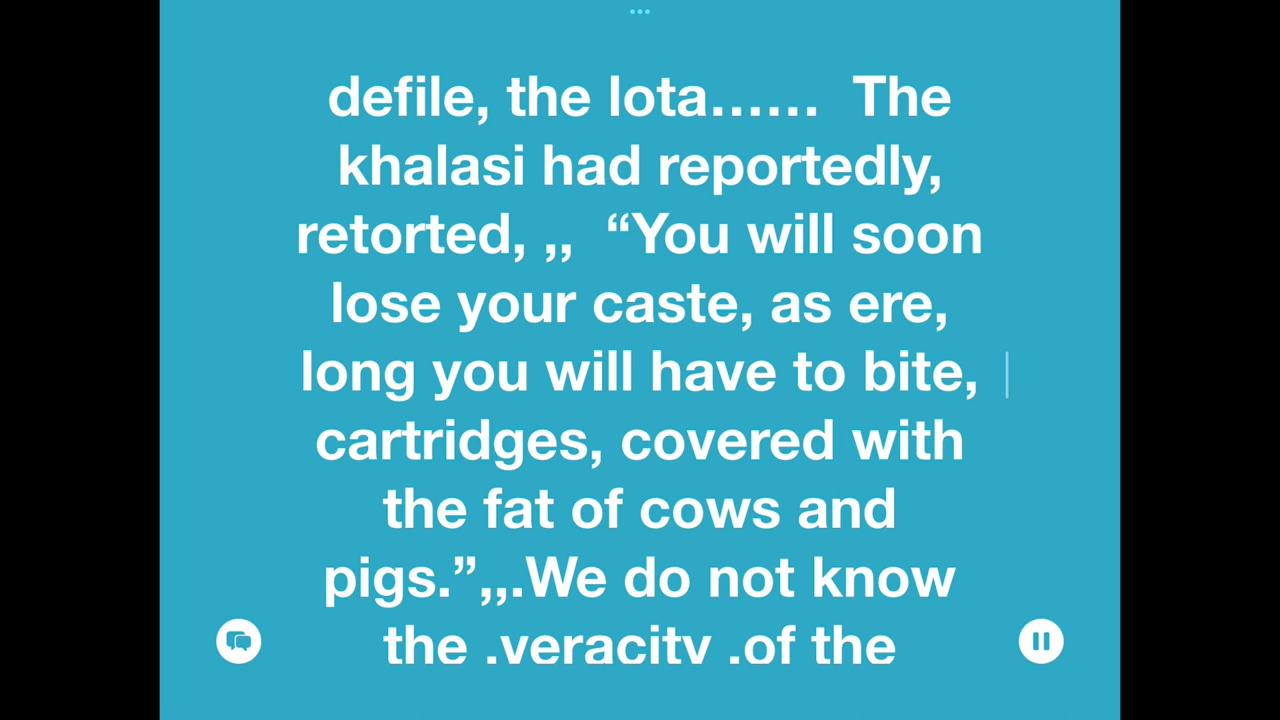 defile, the lota......  The
khalasi had reportedly,
retorted, ,,  “You will soon
lose your caste, as ere,
long you will have to bite,
cartridges, covered with
the fat of cows and
pigs.”,,.We do not know
the .veracity .of the